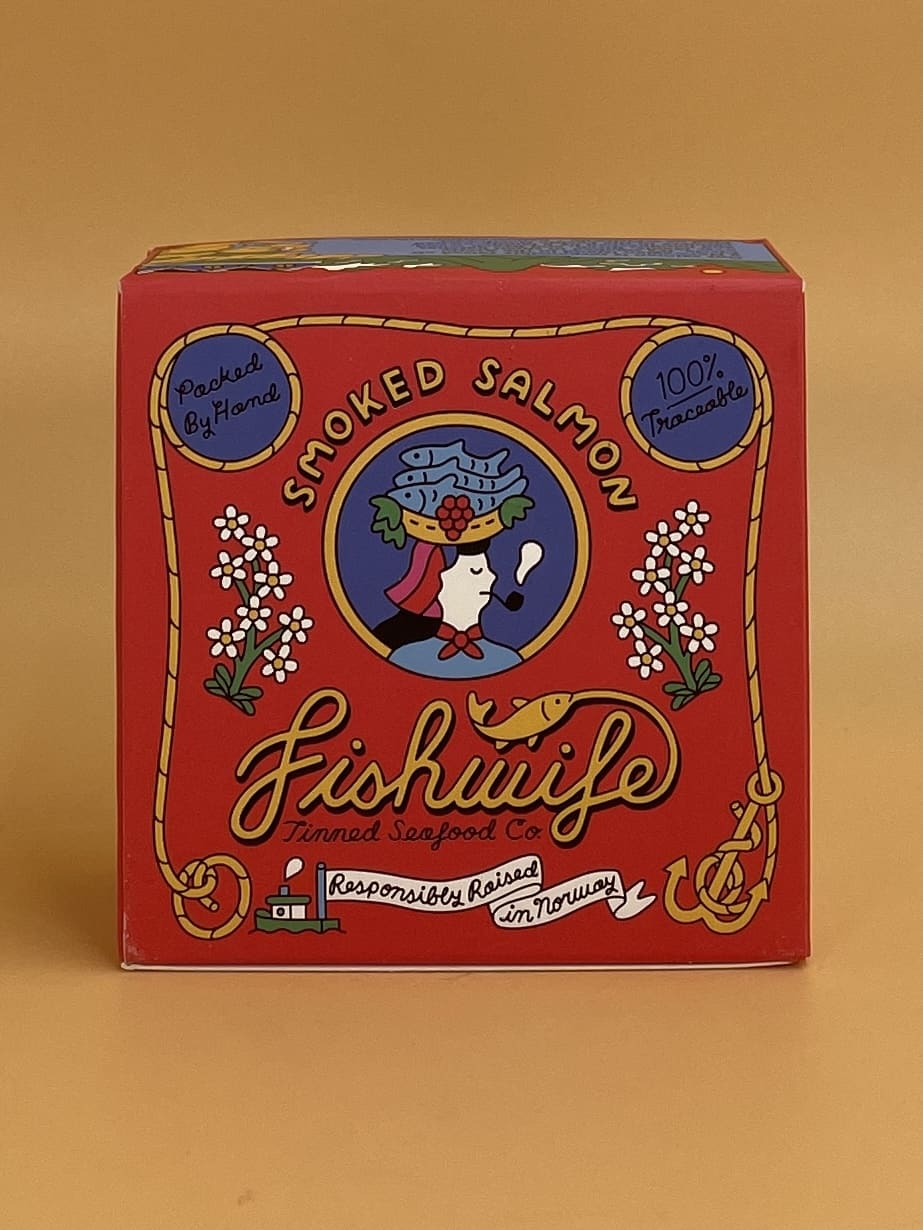 Packed
By Hand
100%
Traceable
SMOKED SALMON
Fishwife
Tinned Seafood Co.
Responsibly Raised
in Norway